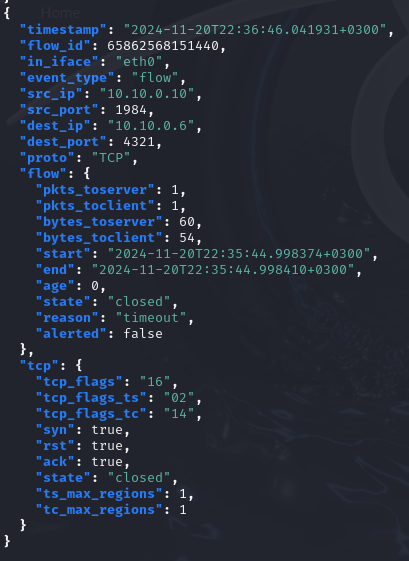 Home
{
  "timestamp": "2024-11-20T22:36:46.041931+0300",
  "flow_id": 65862568151440,
  "in_iface": "eth0",
  "event_type": "flow",
  "src_ip": "10.10.0.10",
  "src_port": 1984,
  "dest_ip": "10.10.0.6",
  "dest_port": 4321,
  "proto": "TCP",
  "flow": {
    "pkts_toserver": 1,
    "pkts_toclient": 1,
    "bytes_toserver": 60,
    "bytes_toclient": 54,
    "start": "2024-11-20T22:35:44.998374+0300",
    "end": "2024-11-20T22:35:44.998410+0300",
    "age": 0,
    "state": "closed",
    "reason": "timeout",
    "alerted": false
  },
  "tcp": {
    "tcp_flags": "16",
    "tcp_flags_ts": "02",
    "tcp_flags_tc": "14",
    "syn": true,
    "rst": true,
    "ack": true,
    "state": "closed",
    "ts_max_regions": 1,
    "tc_max_regions": 1
  }
}